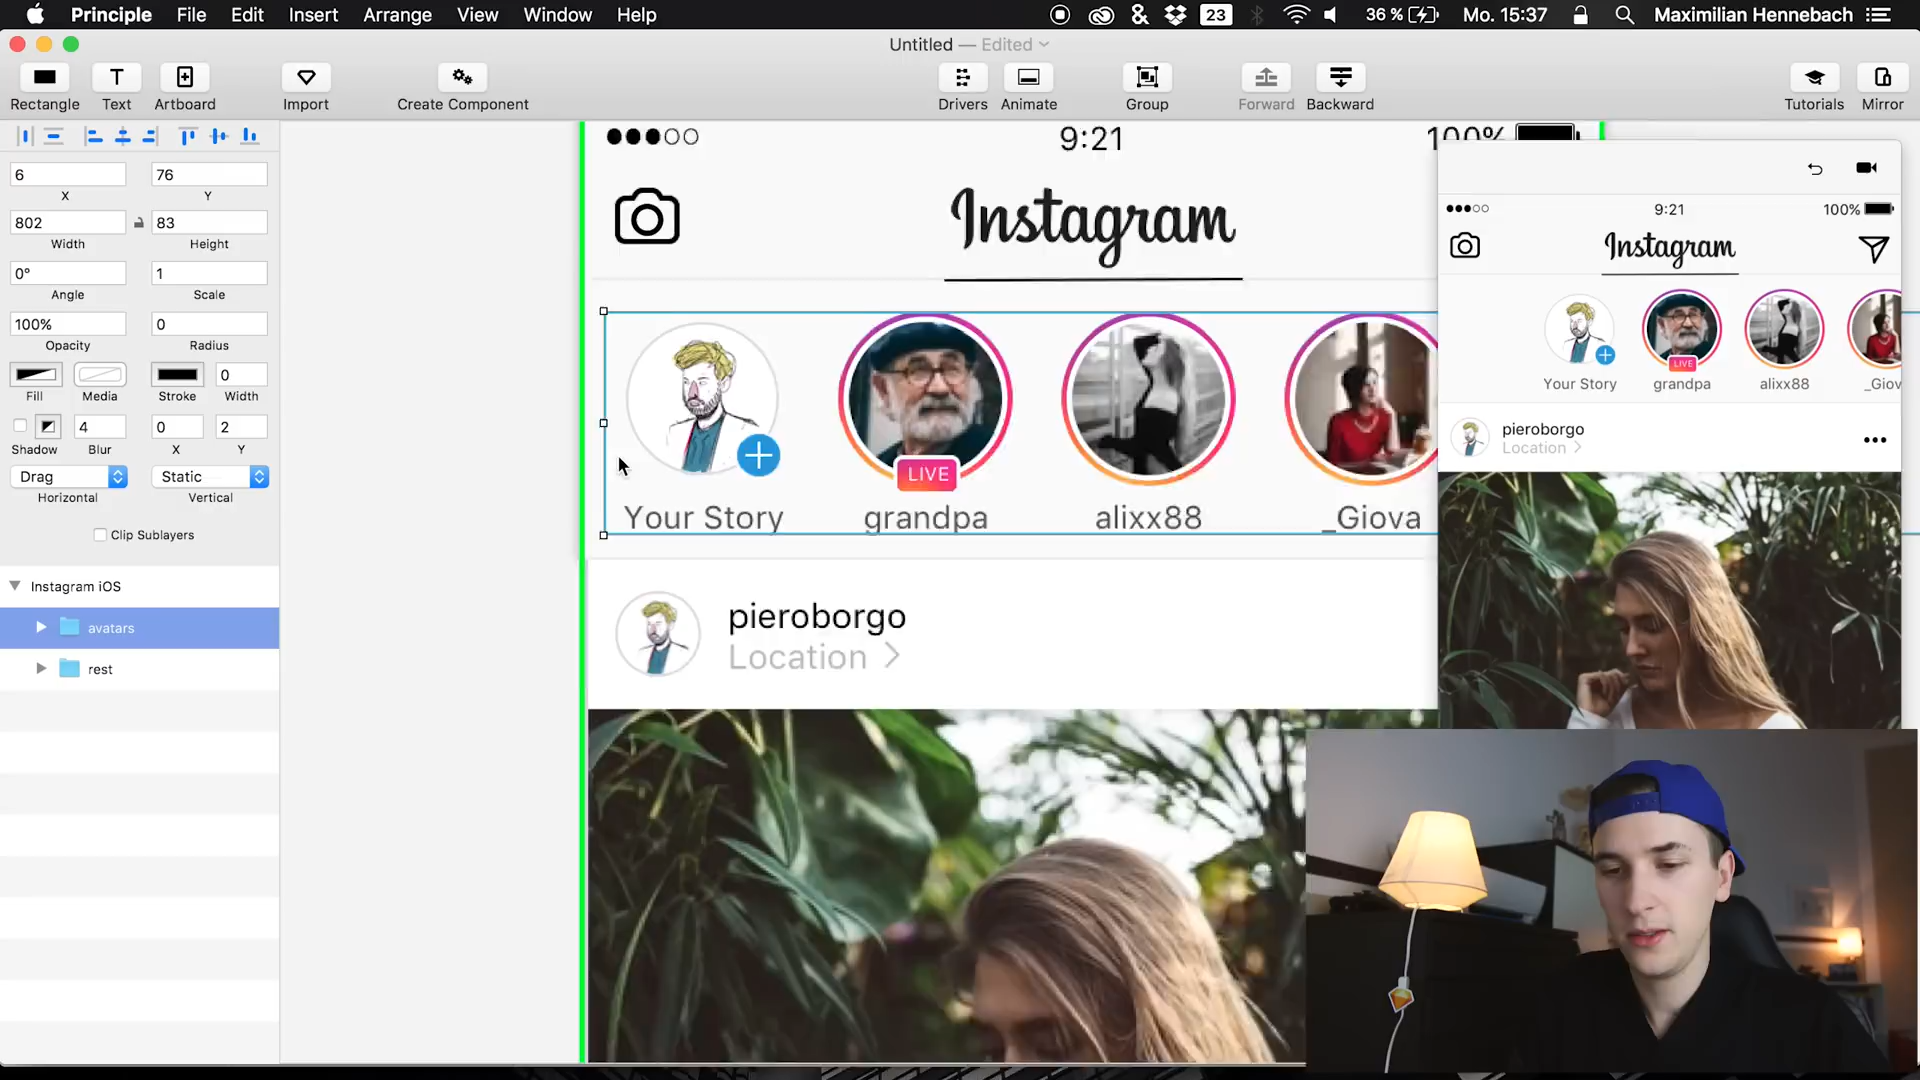 Principle File Edit Insert Arrange View Window Help & 23 36 % Mo. 15:37 Maximilian Hennebach
Untitled — Edited
Rectangle Text Artboard Import Create Component Drivers Animate Group Forward Backward Tutorials Mirror
6 76
X Y
802 83
Width Height
0° 1
Angle Scale
100% 0
Opacity Radius
0
Fill Media Stroke Width
4 0 2
Shadow Blur X Y
Drag Static
Horizontal Vertical
Clip Sublayers
Instagram iOS
avatars
rest
9:21 100%
Instagram
LIVE
Your Story grandpa alixx88 _Giova
pieroborgo
Location
9:21 100%
Instagram
LIVE
Your Story grandpa alixx88 _Giov
pieroborgo
Location